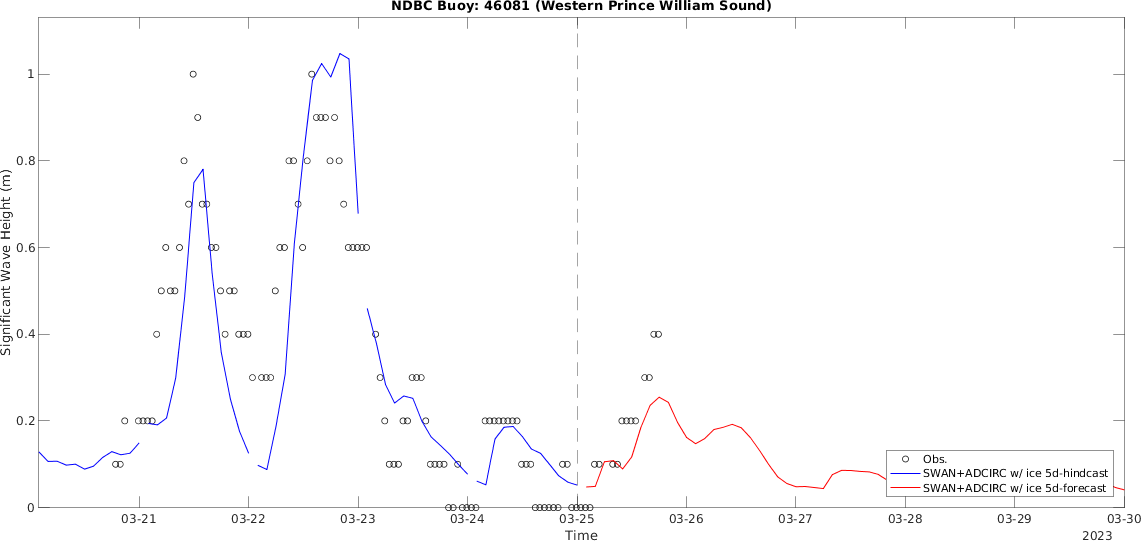 NDBC Buoy: 46081 (Western Prince William Sound)
Significant Wave Height (m)
1
0.8
0.6
0.4
0.2
0
Obs.
SWAN+ADCIRC w/ ice 5d-hindcast
SWAN+ADCIRC w/ ice 5d-forecast
03-21 03-22 03-23 03-24 03-25 03-26 03-27 03-28 03-29 03-30
Time
2023